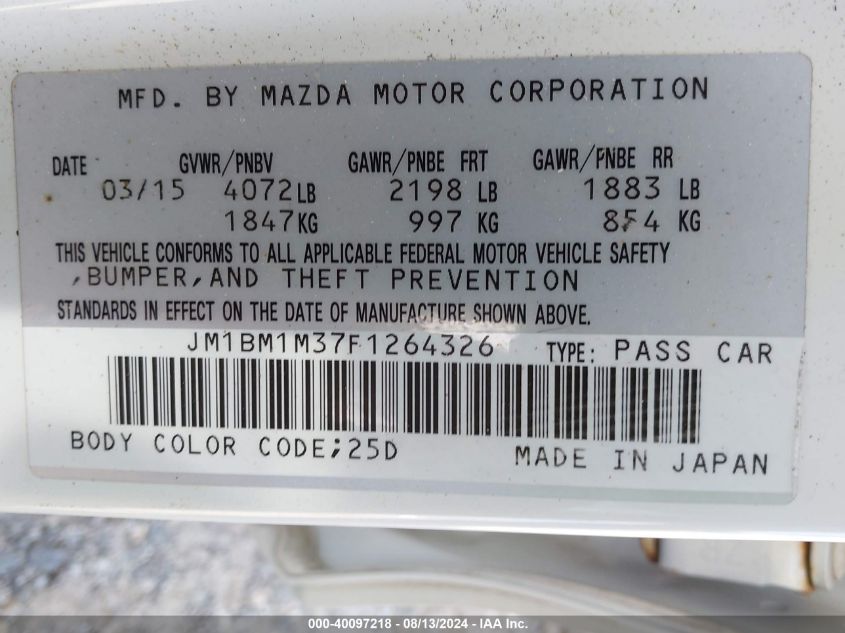 MFD. BY MAZDA MOTOR CORPORATION
DATE GVWR/PNBV GAWR/PNBE FRT GAWR/PNBE RR
03/15 4072LB 2198 LB 1883 LB
1847KG 997 KG 854 KG
THIS VEHICLE CONFORMS TO ALL APPLICABLE FEDERAL MOTOR VEHICLE SAFETY
,BUMPER,AND THEFT PREVENTION
STANDARDS IN EFFECT ON THE DATE OF MANUFACTURE SHOWN ABOVE.
JM1BM1M37F1264326 TYPE: PASS CAR
BODY COLOR CODE;25D MADE IN JAPAN
000-40097218 - 08/13/2024 - IAA Inc.